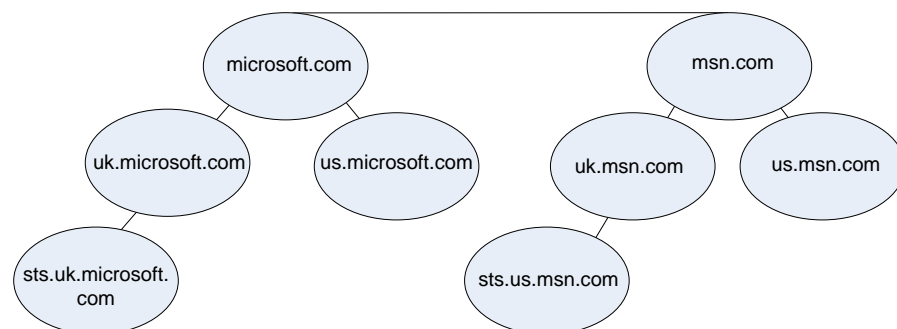 microsoft.com
msn.com
uk.microsoft.com
us.microsoft.com
uk.msn.com
us.msn.com
sts.uk.microsoft.
com
sts.us.msn.com